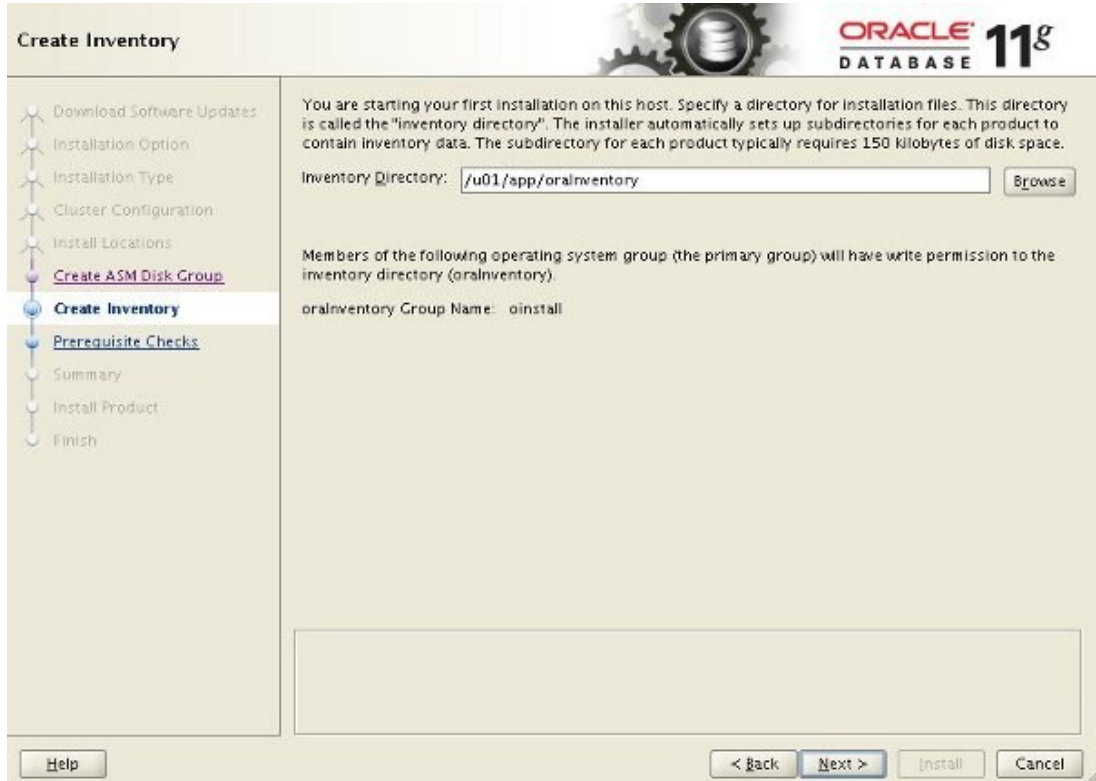 Create Inventory
ORACLE
DATABASE
11g
Download Software Updates
Installation Option
Installation Type
Cluster Configuration
Install Locations
Create ASM Disk Group
Create Inventory
Prerequisite Checks
Summary
Install Product
Finish
You are starting your first installation on this host. Specify a directory for installation files. This directory
is called the "inventory directory". The installer automatically sets up subdirectories for each product to
contain inventory data. The subdirectory for each product typically requires 150 kilobytes of disk space.
Inventory Directory: /u01/app/oraInventory Browse
Members of the following operating system group (the primary group) will have write permission to the
inventory directory (oraInventory).
oraInventory Group Name: oinstall
Help
< Back
Next >
Install
Cancel